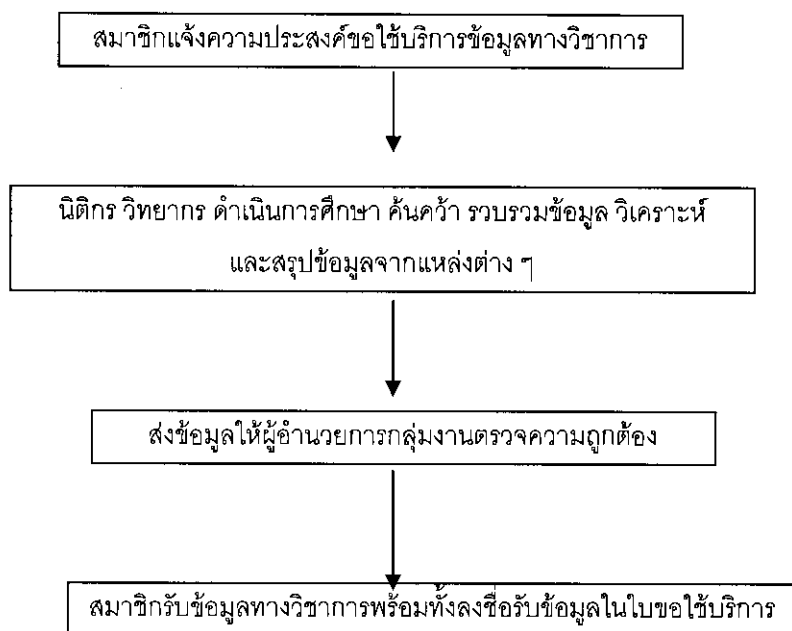 สมาชิกแจ้งความประสงค์ขอใช้บริการข้อมูลทางวิชาการ
นิติกร วิทยากร ดำเนินการศึกษา ค้นคว้า รวบรวมข้อมูล วิเคราะห์
และสรุปข้อมูลจากแหล่งต่าง ๆ
ส่งข้อมูลให้ผู้อำนวยการกลุ่มงานตรวจความถูกต้อง
สมาชิกรับข้อมูลทางวิชาการพร้อมทั้งลงชื่อรับข้อมูลในใบขอใช้บริการ